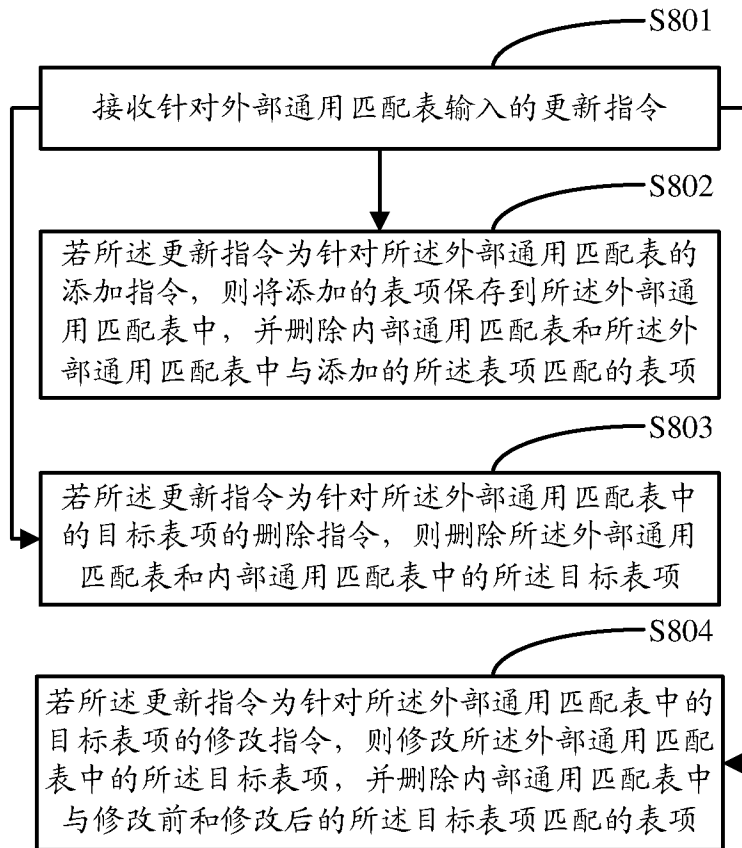 S801
接收针对外部通用匹配表输入的更新指令
S802
若所述更新指令为针对所述外部通用匹配表的
添加指令，则将添加的表项保存到所述外部通
用匹配表中，并删除内部通用匹配表和所述外
部通用匹配表中与添加的所述表项匹配的表项
S803
若所述更新指令为针对所述外部通用匹配表中
的目标表项的删除指令，则删除所述外部通用
匹配表和内部通用匹配表中的所述目标表项
S804
若所述更新指令为针对所述外部通用匹配表中的
目标表项的修改指令，则修改所述外部通用匹配
表中的所述目标表项，并删除内部通用匹配表中
与修改前和修改后的所述目标表项匹配的表项